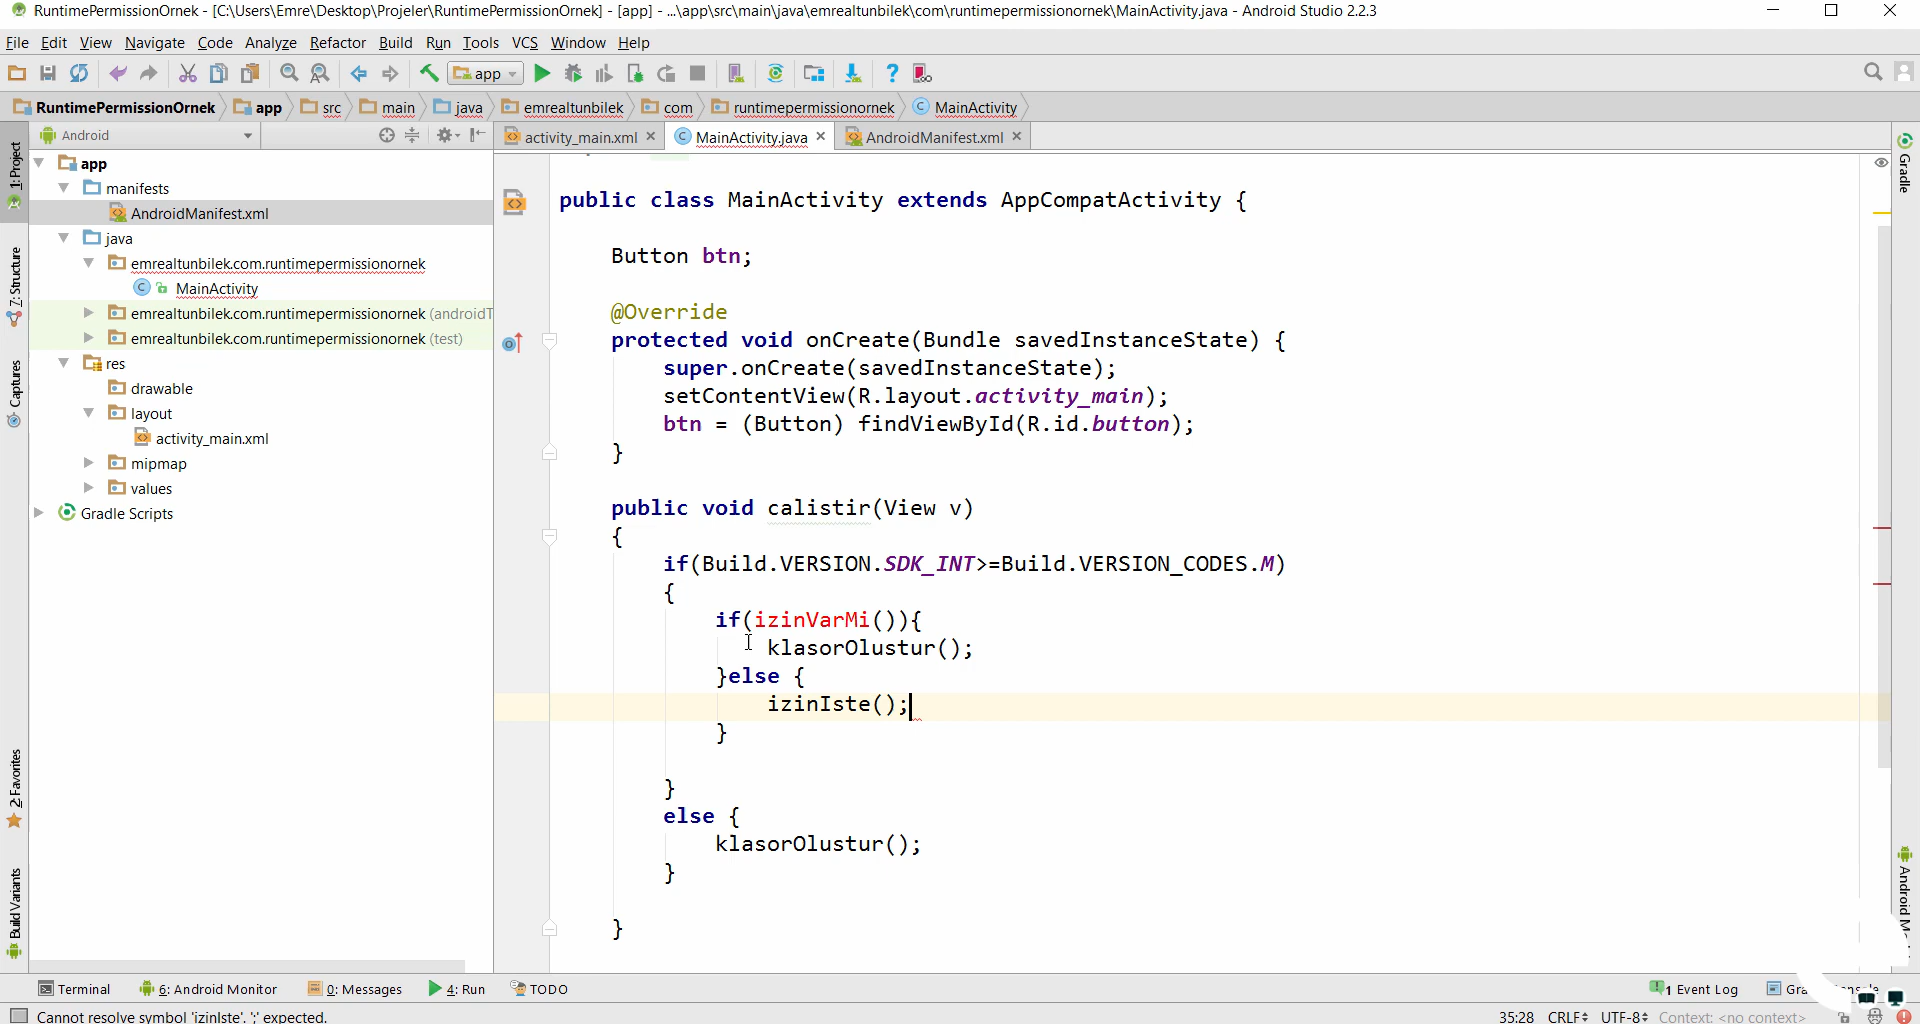 RuntimePermissionOrnek - [C:\Users\Emre\Desktop\Projeler\RuntimePermissionOrnek] - [app] - ...\app\src\main\java\emrealtunbilek\com\runtimepermissionornek\MainActivity.java - Android Studio 2.2.3
File Edit View Navigate Code Analyze Refactor Build Run Tools VCS Window Help
app
RuntimePermissionOrnek app src main java emrealtunbilek com runtimepermissionornek MainActivity
Android
activity_main.xml MainActivity.java AndroidManifest.xml
1: Project
7: Structure
Captures
2: Favorites
Build Variants
app
manifests
AndroidManifest.xml
java
emrealtunbilek.com.runtimepermissionornek
MainActivity
emrealtunbilek.com.runtimepermissionornek (androidT
emrealtunbilek.com.runtimepermissionornek (test)
res
drawable
layout
activity_main.xml
mipmap
values
Gradle Scripts
public class MainActivity extends AppCompatActivity {
Button btn;
@Override
protected void onCreate(Bundle savedInstanceState) {
super.onCreate(savedInstanceState);
setContentView(R.layout.activity_main);
btn = (Button) findViewById(R.id.button);
}
public void calistir(View v)
{
if(Build.VERSION.SDK_INT>=Build.VERSION_CODES.M)
{
if(izinVarMi()){
klasorOlustur();
}else {
izinIste();
}
}
else {
klasorOlustur();
}
}
Gradle
Android M
Terminal 6: Android Monitor 0: Messages 4: Run TODO 1 Event Log
Cannot resolve symbol 'izinIste'. ';' expected. 35:28 CRLF UTF-8 Context: <no context>